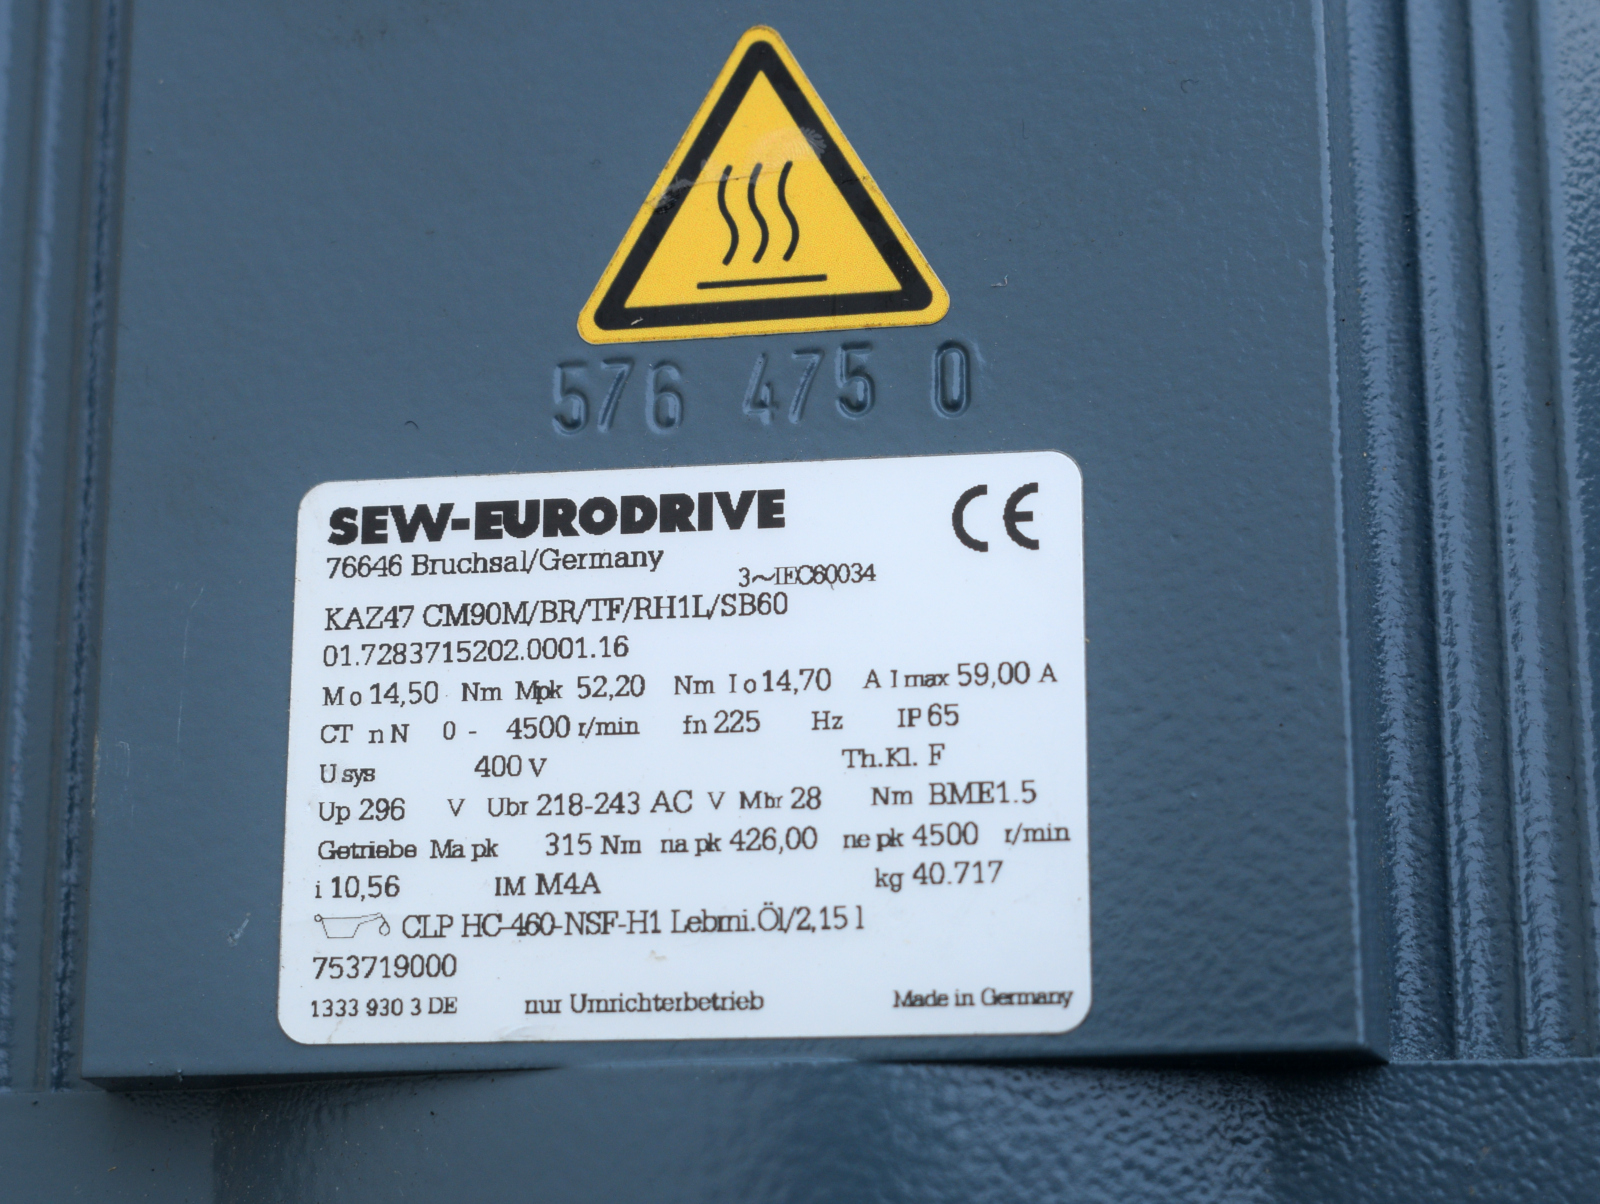 576 475 0
SEW-EURODRIVE CE
76646 Bruchsal/Germany
3~IEC60034
KAZ47 CM90M/BR/TF/RH1L/SB60
01.7283715202.0001.16
Mo 14,50 Nm Mpk 52,20 Nm Io 14,70 A Imax 59,00 A
CT nN 0 - 4500 r/min fn 225 Hz IP 65
Usys 400 V Th.Kl. F
Up 296 V Ubr 218-243 AC V Mbr 28 Nm BME1.5
Getriebe Ma pk 315 Nm na pk 426,00 ne pk 4500 r/min
i 10,56 IM M4A kg 40.717
CLP HC-460-NSF-H1 Lebmi.Öl/2,15 l
753719000
1333 930 3 DE nur Umrichterbetrieb Made in Germany